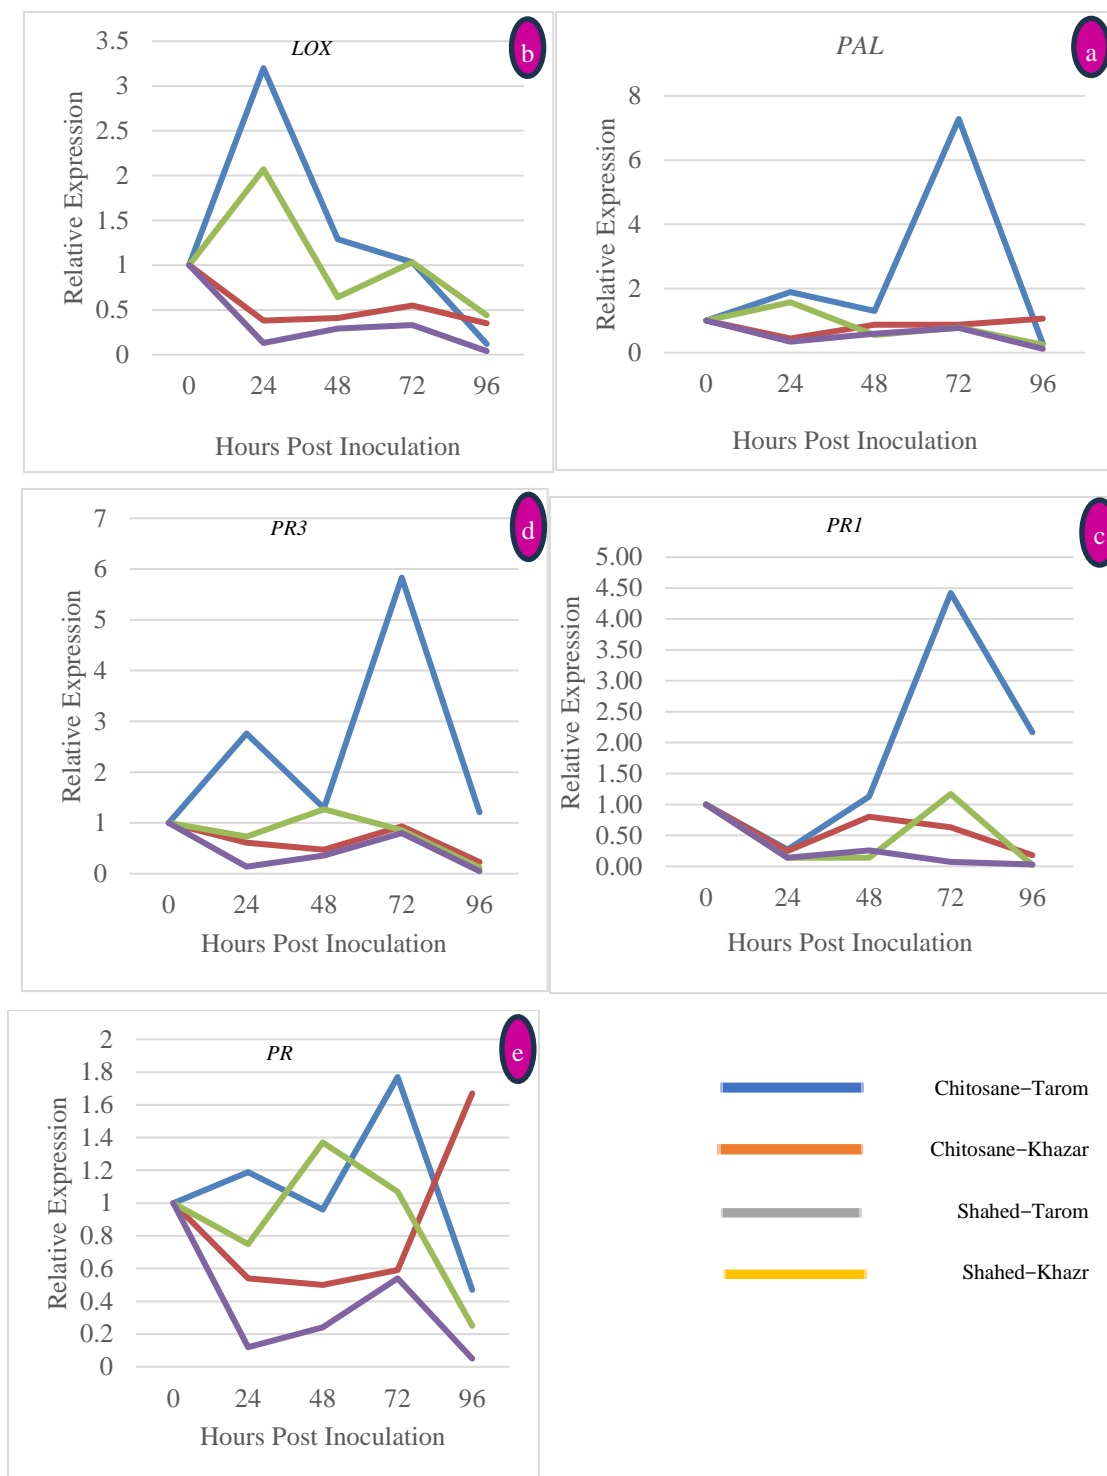 LOX
b
3.5
3
2.5
2
1.5
1
0.5
0
Relative Expression
0 24 48 72 96
Hours Post Inoculation
PAL
a
8
6
4
2
0
Relative Expression
0 24 48 72 96
Hours Post Inoculation
PR3
d
7
6
5
4
3
2
1
0
Relative Expression
0 24 48 72 96
Hours Post Inoculation
PR1
c
5.00
4.50
4.00
3.50
3.00
2.50
2.00
1.50
1.00
0.50
0.00
Relative Expression
0 24 48 72 96
Hours Post Inoculation
PR
e
2
1.8
1.6
1.4
1.2
1
0.8
0.6
0.4
0.2
0
Relative Expression
0 24 48 72 96
Hours Post Inoculation
Chitosane−Tarom
Chitosane−Khazar
Shahed−Tarom
Shahed−Khazr